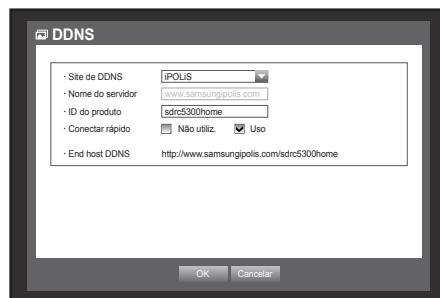 DDNS
· Site de DDNS iPOLiS
· Nome do servidor www.samsungipolis.com
· ID do produto sdrc5300home
· Conectar rápido Não utiliz. Uso
· End host DDNS http://www.samsungipolis.com/sdrc5300home
OK Cancelar